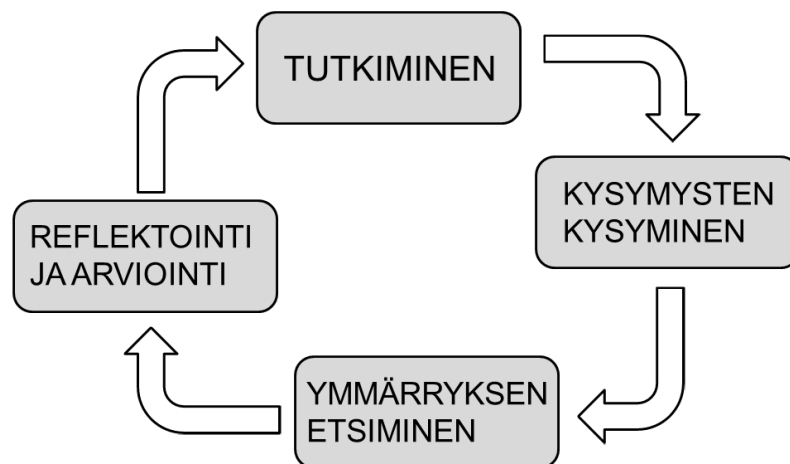 TUTKIMINEN
KYSYMYSTEN
KYSYMINEN
YMMÄRRYKSEN
ETSIMINEN
REFLEKTOINTI
JA ARVIOINTI